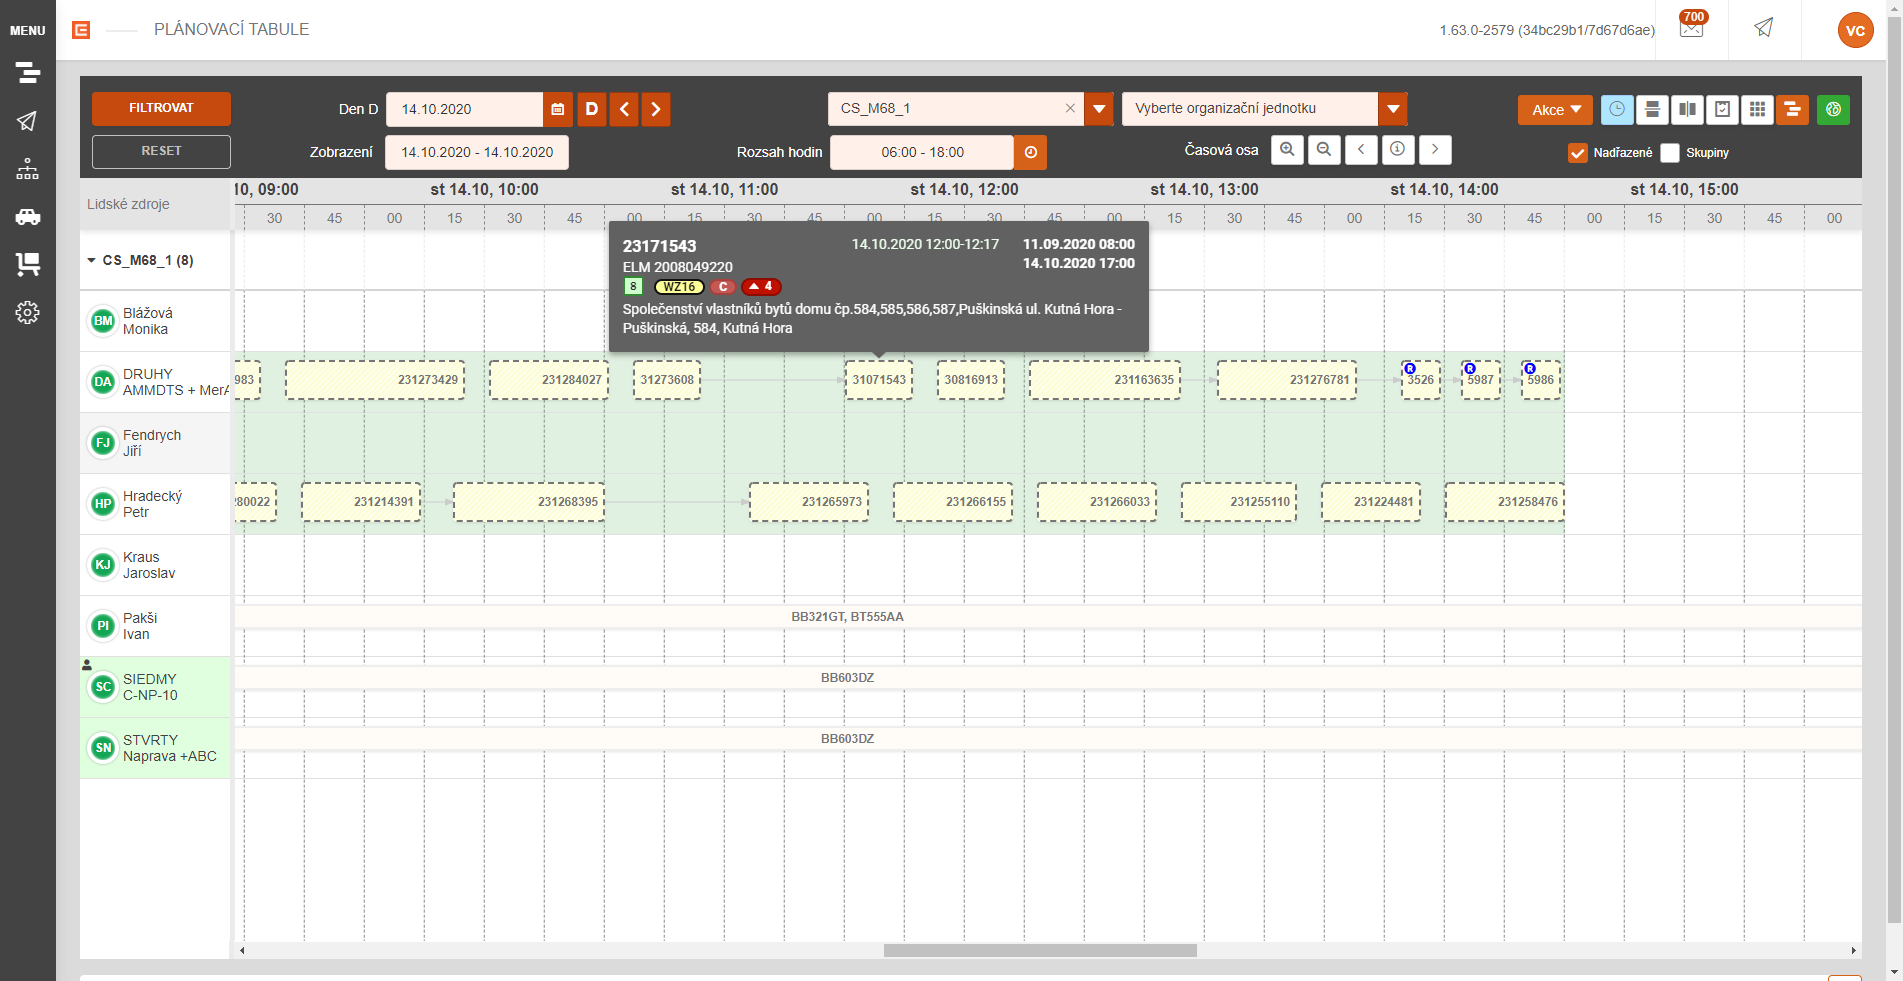 MENU
PLÁNOVACÍ TABULE
1.63.0-2579 (34bc29b1/7d67d6ae)
700
VC
FILTROVAT
Den D
14.10.2020
D
CS_M68_1
Vyberte organizační jednotku
Akce
RESET
Zobrazení
14.10.2020 - 14.10.2020
Rozsah hodin
06:00 - 18:00
Časová osa
Nadřazené
Skupiny
Lidské zdroje
10, 09:00
st 14.10, 10:00
st 14.10, 11:00
st 14.10, 12:00
st 14.10, 13:00
st 14.10, 14:00
st 14.10, 15:00
30 45 00 15 30 45 00 15 30 45 00 15 30 45 00 15 30 45 00 15 30 45 00 15 30 45 00
23171543
14.10.2020 12:00-12:17
11.09.2020 08:00
ELM 2008049220
14.10.2020 17:00
8 WZ16 C 4
Společenství vlastníků bytů domu čp.584,585,586,587,Puškinská ul. Kutná Hora -
Puškinská, 584, Kutná Hora
CS_M68_1 (8)
BM
Blážová
Monika
DA
DRUHY
AMMDTS + MerA
983
231273429
231284027
31273608
31071543
30816913
231163635
231276781
R
3526
R
5987
R
5986
FJ
Fendrych
Jiří
HP
Hradecký
Petr
280022
231214391
231268395
231265973
231266155
231266033
231255110
231224481
231258476
KJ
Kraus
Jaroslav
PI
Pakši
Ivan
BB321GT, BT555AA
SC
SIEDMY
C-NP-10
BB603DZ
SN
STVRTY
Naprava +ABC
BB603DZ